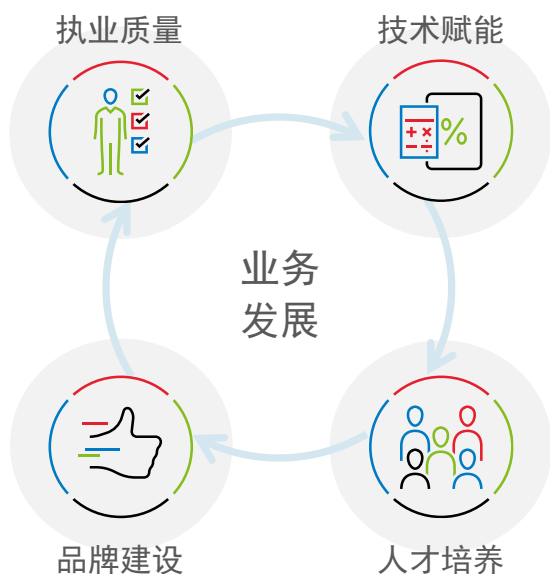 执业质量
技术赋能
业务
发展
品牌建设
人才培养